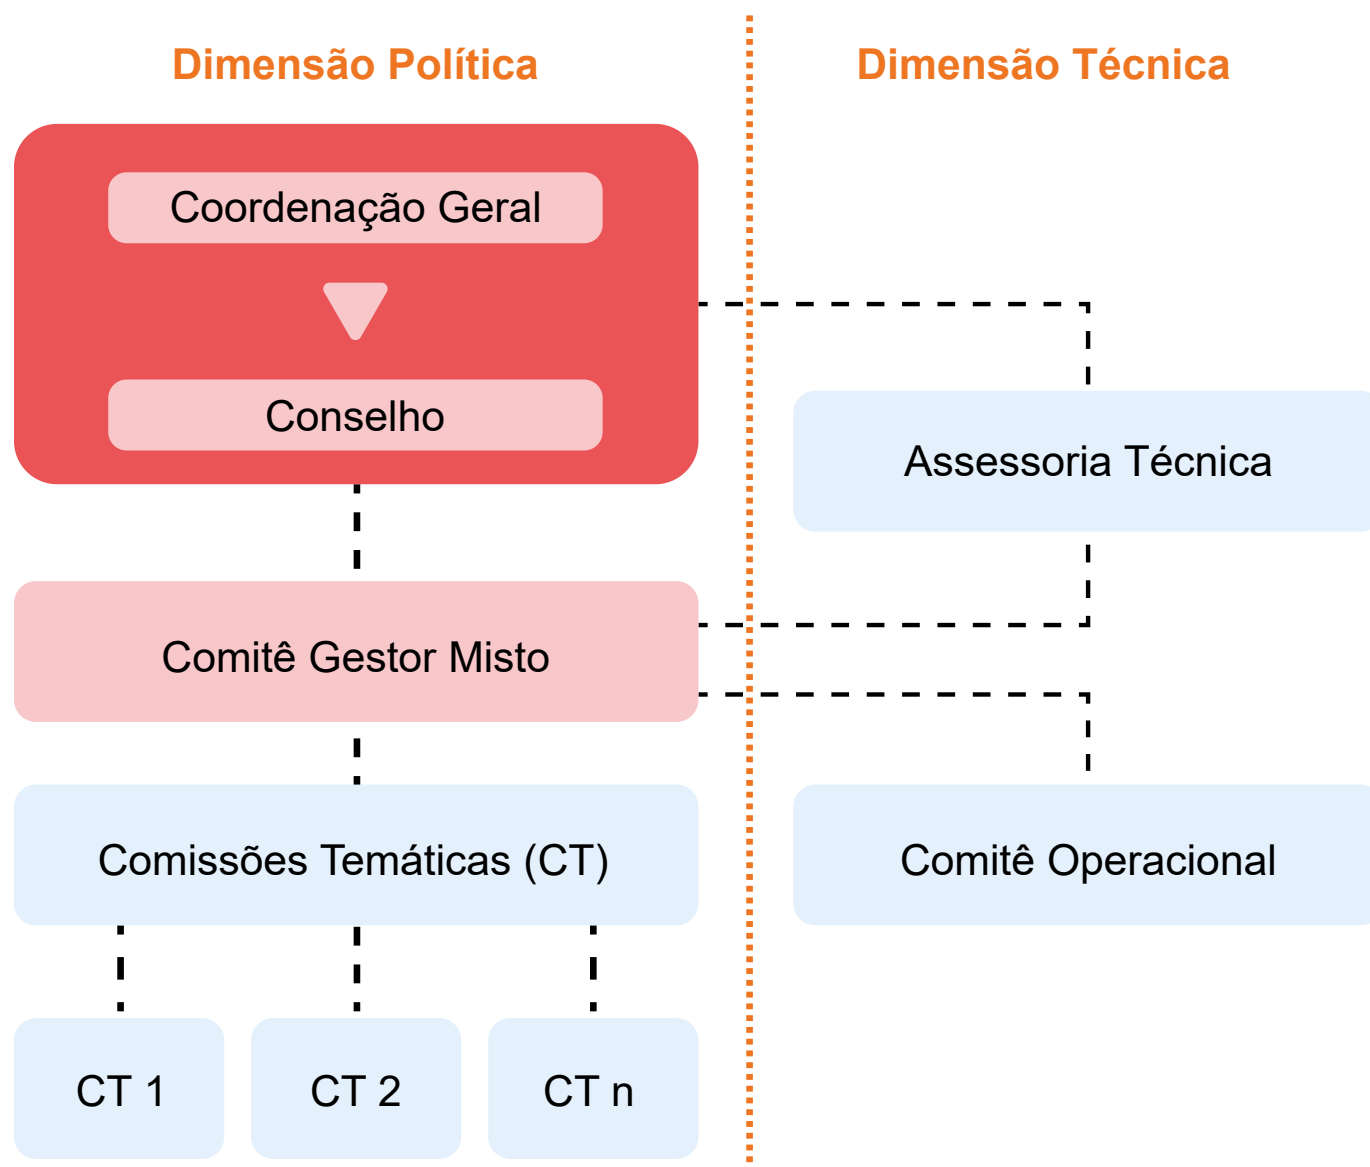 Dimensão Política
Dimensão Técnica
Coordenação Geral
Conselho
Assessoria Técnica
Comitê Gestor Misto
Comissões Temáticas (CT)
Comitê Operacional
CT 1
CT 2
CT n